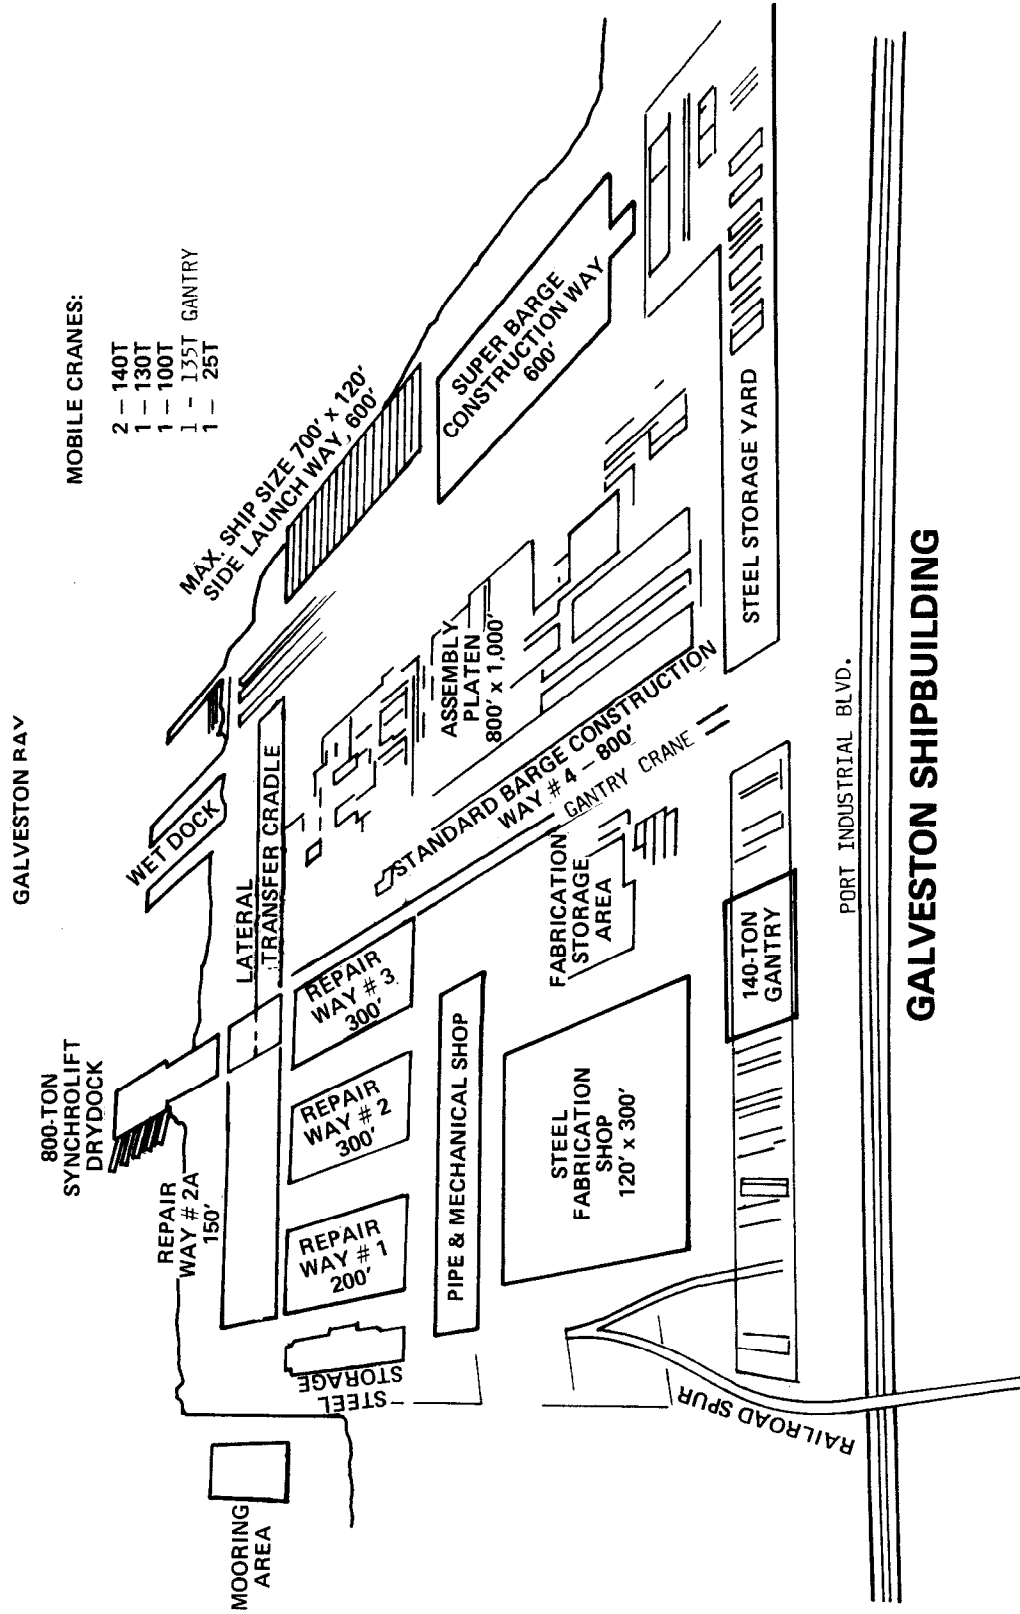 GALVESTON BAY
MOBILE CRANES:
2 – 140T
1 – 130T
1 – 100T
1 – 135T GANTRY
1 – 25T
800-TON
SYNCHROLIFT
DRYDOCK
MOORING
AREA
REPAIR
WAY # 2A
150'
WET DOCK
MAX. SHIP SIZE 700' x 120'
SIDE LAUNCH WAY, 600'
LATERAL
TRANSFER CRADLE
STEEL
STORAGE
REPAIR
WAY # 1
200'
REPAIR
WAY # 2
300'
REPAIR
WAY # 3
300'
SUPER BARGE
CONSTRUCTION WAY
600'
ASSEMBLY
PLATEN
800' x 1,000'
STANDARD BARGE CONSTRUCTION
WAY # 4 – 800'
GANTRY CRANE
PIPE & MECHANICAL SHOP
FABRICATION
STORAGE
AREA
STEEL
FABRICATION
SHOP
120' x 300'
140-TON
GANTRY
STEEL STORAGE YARD
RAILROAD SPUR
PORT INDUSTRIAL BLVD.
GALVESTON SHIPBUILDING